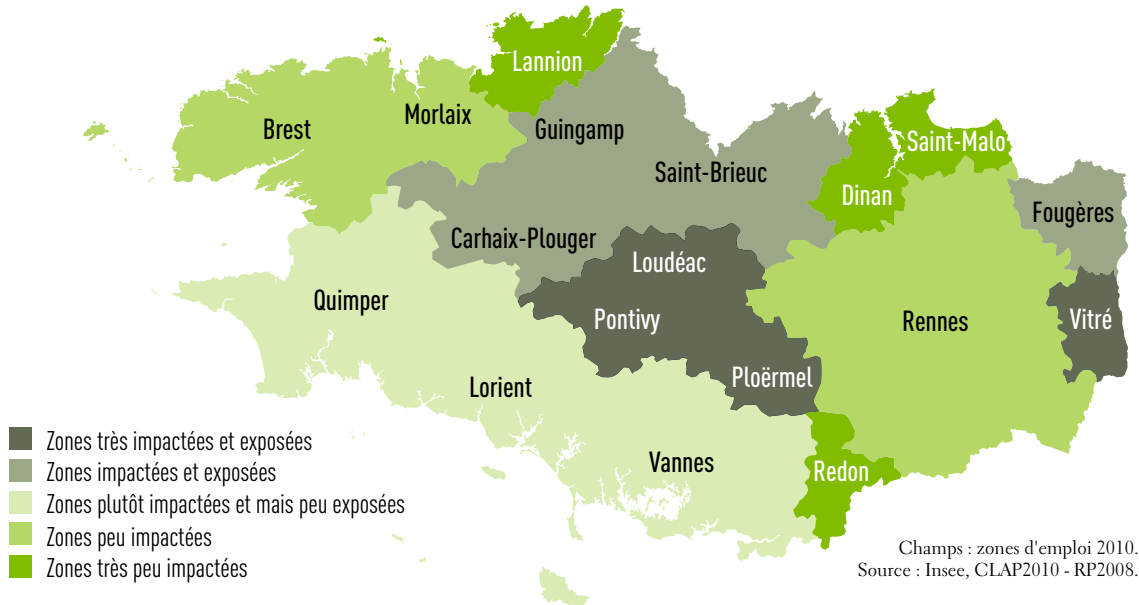 Lannion
Saint-Malo
Morlaix
Brest
Guingamp
Saint-Brieuc
Dinan
Fougères
Carhaix-Plouger
Loudéac
Quimper
Pontivy
Rennes
Vitré
Ploërmel
Lorient
Vannes
Redon
Zones très impactées et exposées
Zones impactées et exposées
Zones plutôt impactées et mais peu exposées
Zones peu impactées
Zones très peu impactées
Champs : zones d'emploi 2010.
Source : Insee, CLAP2010 - RP2008.